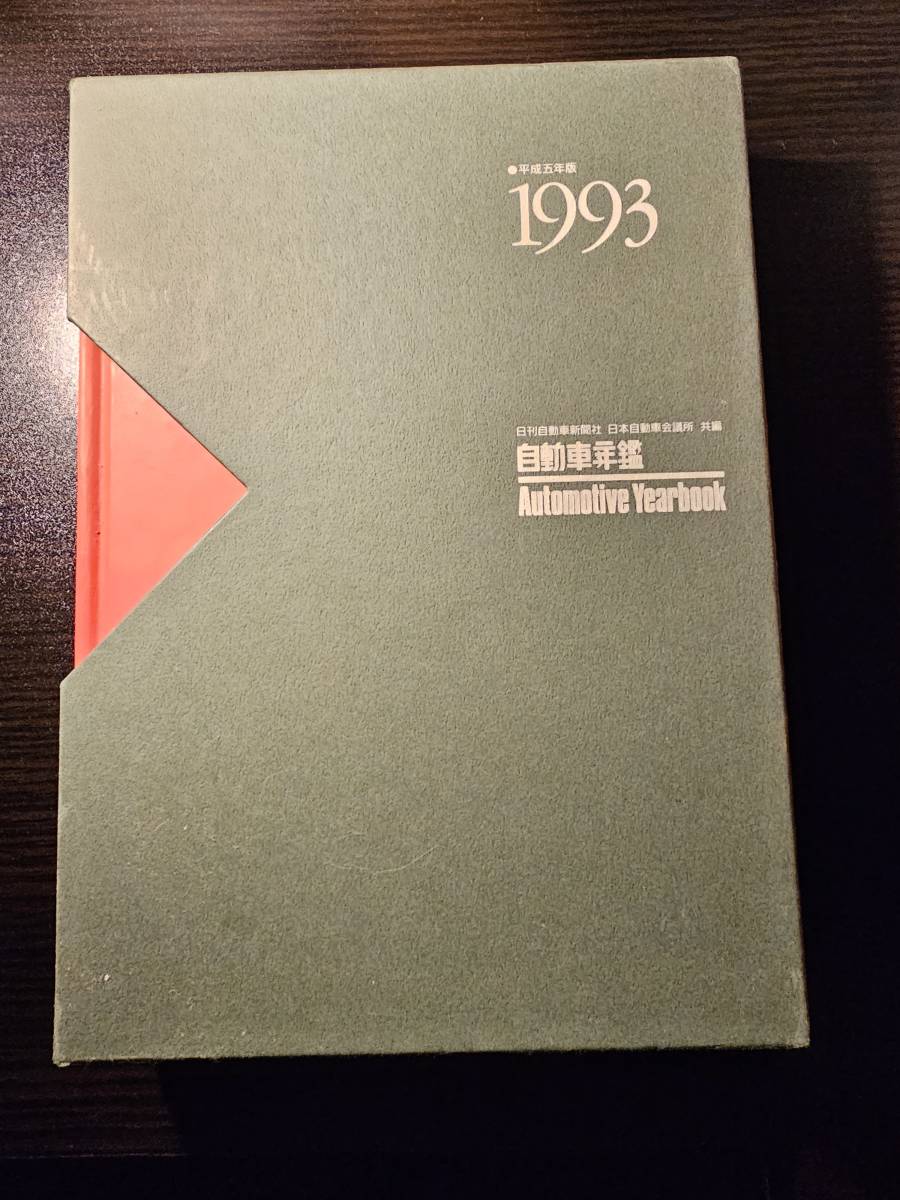 ●平成五年版
1993
日刊自動車新聞社 日本自動車会議所 共編
自動車年鑑
Automotive Yearbook